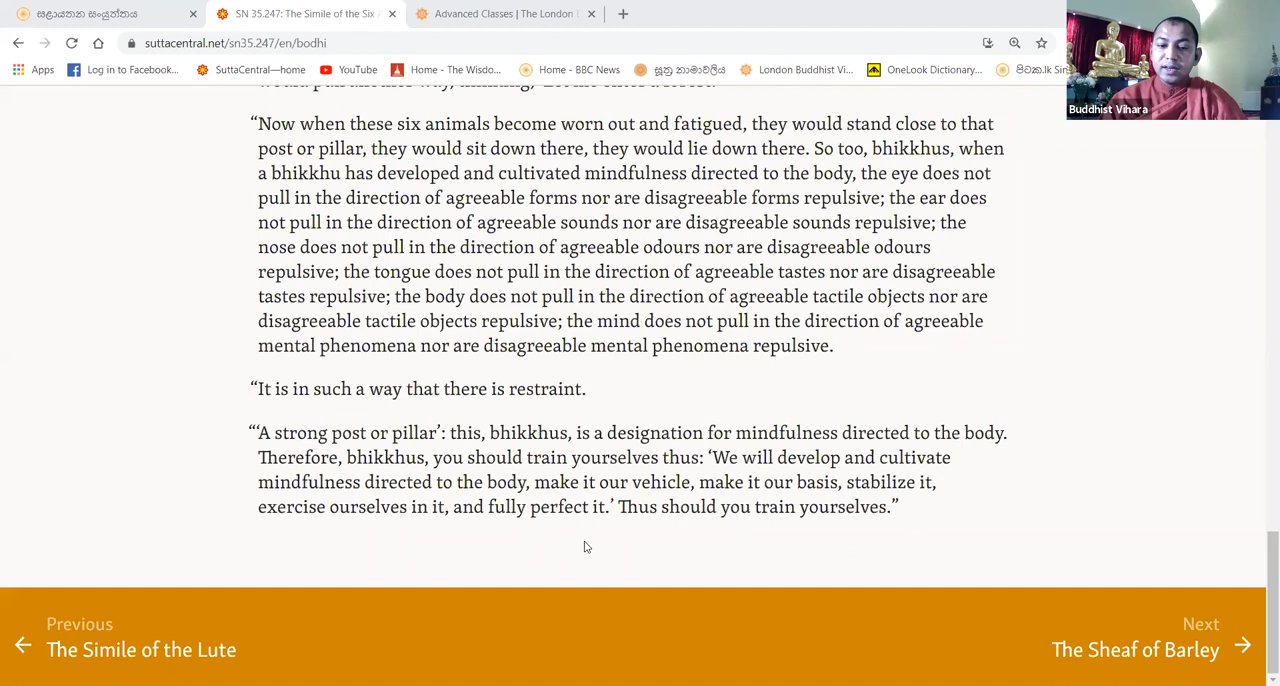 සළායතන සංයුත්තය
SN 35.247: The Simile of the Six A
Advanced Classes | The London
suttacentral.net/sn35.247/en/bodhi
Apps
Log in to Facebook...
SuttaCentral—home
YouTube
Home - The Wisdo...
Home - BBC News
සූත්‍ර නාමාවලිය
London Buddhist Vi...
OneLook Dictionary...
පිටක.lk
Buddhist Vihara
“Now when these six animals become worn out and fatigued, they would stand close to that
post or pillar, they would sit down there, they would lie down there. So too, bhikkhus, when
a bhikkhu has developed and cultivated mindfulness directed to the body, the eye does not
pull in the direction of agreeable forms nor are disagreeable forms repulsive; the ear does
not pull in the direction of agreeable sounds nor are disagreeable sounds repulsive; the
nose does not pull in the direction of agreeable odours nor are disagreeable odours
repulsive; the tongue does not pull in the direction of agreeable tastes nor are disagreeable
tastes repulsive; the body does not pull in the direction of agreeable tactile objects nor are
disagreeable tactile objects repulsive; the mind does not pull in the direction of agreeable
mental phenomena nor are disagreeable mental phenomena repulsive.
“It is in such a way that there is restraint.
“‘A strong post or pillar’: this, bhikkhus, is a designation for mindfulness directed to the body.
Therefore, bhikkhus, you should train yourselves thus: ‘We will develop and cultivate
mindfulness directed to the body, make it our vehicle, make it our basis, stabilize it,
exercise ourselves in it, and fully perfect it.’ Thus should you train yourselves.”
Previous
The Simile of the Lute
Next
The Sheaf of Barley